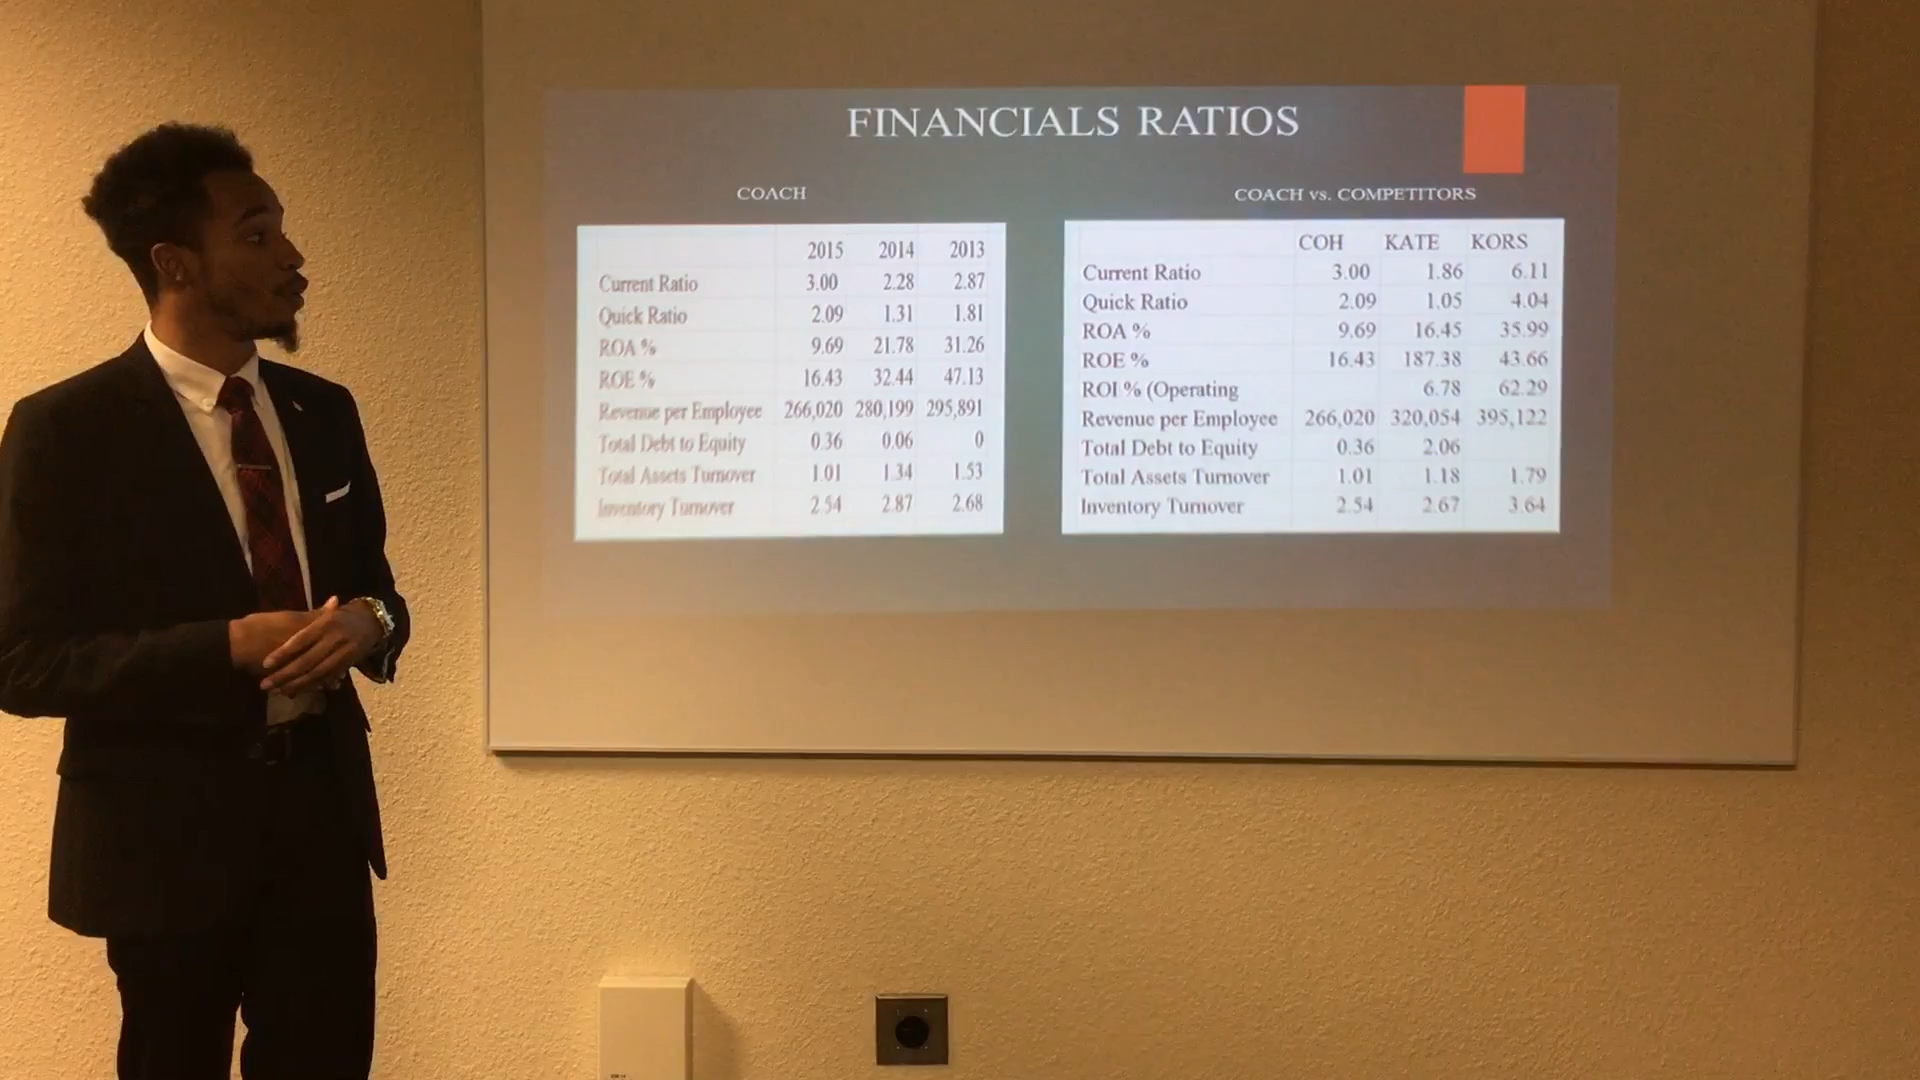 FINANCIALS RATIOS
COACH
2015 2014 2013
Current Ratio 3.00 2.28 2.87
Quick Ratio 2.09 1.31 1.81
ROA % 9.69 21.78 31.26
ROE % 16.43 32.44 47.13
Revenue per Employee 266,020 280,199 295,891
Total Debt to Equity 0.36 0.06 0
Total Assets Turnover 1.01 1.34 1.53
Inventory Turnover 2.54 2.87 2.68
COACH vs. COMPETITORS
COH KATE KORS
Current Ratio 3.00 1.86 6.11
Quick Ratio 2.09 1.05 4.04
ROA % 9.69 16.45 35.99
ROE % 16.43 187.38 43.66
ROI % (Operating 6.78 62.29
Revenue per Employee 266,020 320,054 395,122
Total Debt to Equity 0.36 2.06
Total Assets Turnover 1.01 1.18 1.79
Inventory Turnover 2.54 2.67 3.64